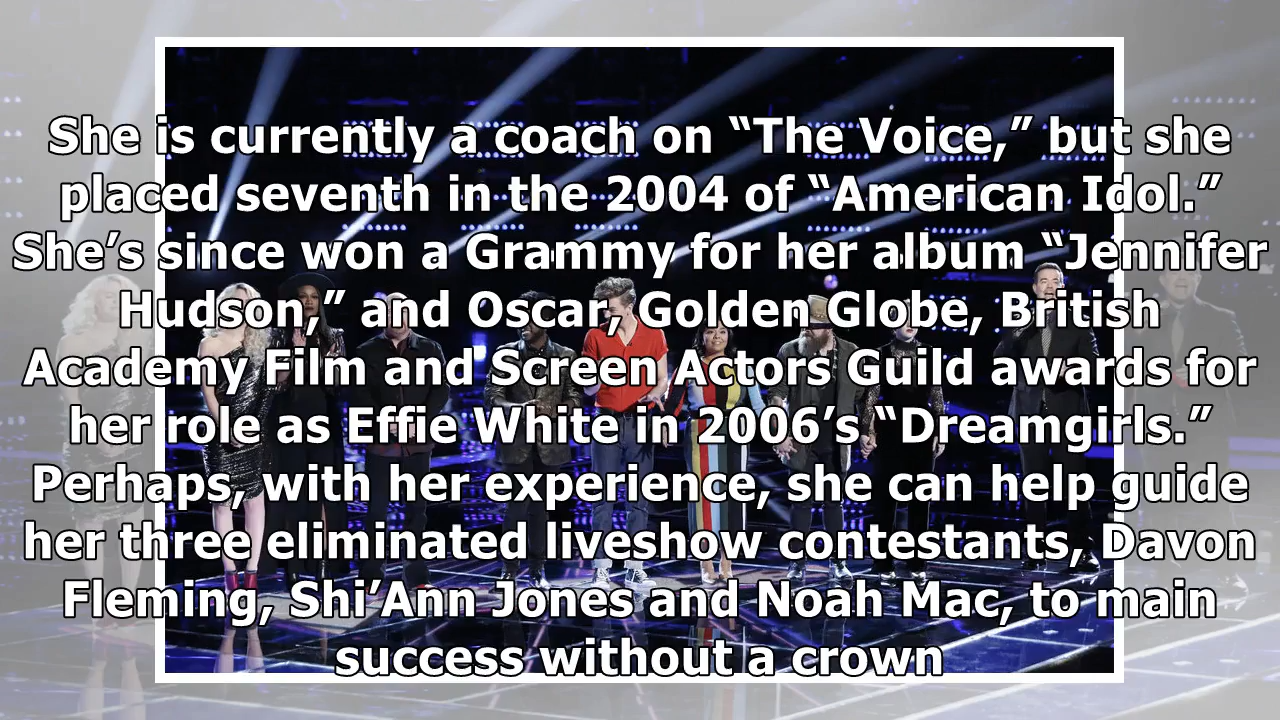 She is currently a coach on “The Voice,” but she
placed seventh in the 2004 of “American Idol.”
She’s since won a Grammy for her album “Jennifer
Hudson,” and Oscar, Golden Globe, British
Academy Film and Screen Actors Guild awards for
her role as Effie White in 2006’s “Dreamgirls.”
Perhaps, with her experience, she can help guide
her three eliminated liveshow contestants, Davon
Fleming, Shi’Ann Jones and Noah Mac, to main
success without a crown